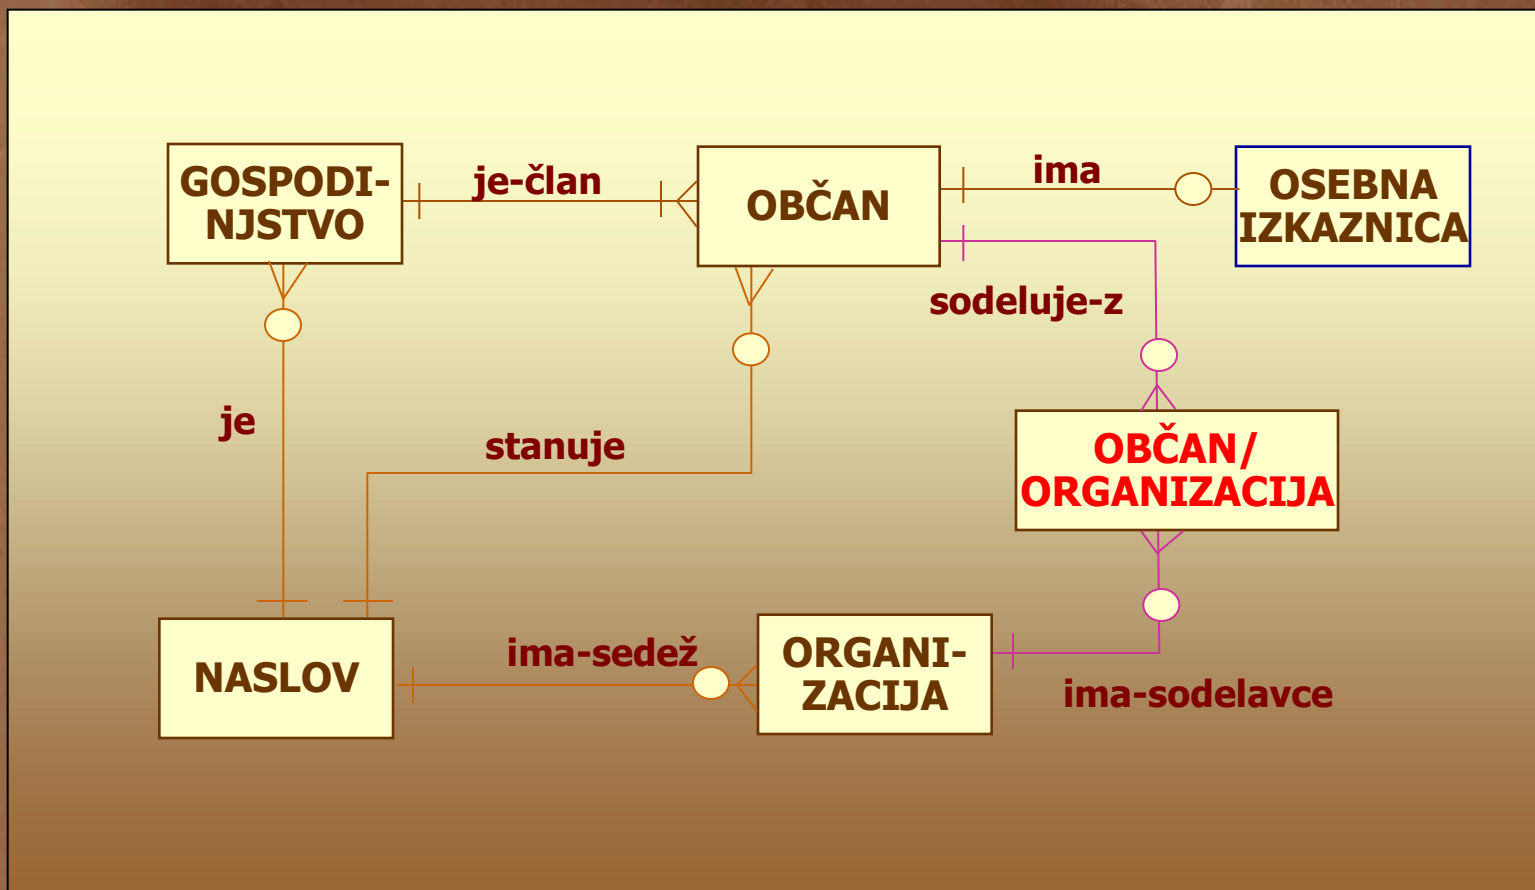 GOSPODI-
NJSTVO
je-član
OBČAN
ima
OSEBNA
IZKAZNICA
sodeluje-z
je
stanuje
OBČAN/
ORGANIZACIJA
NASLOV
ima-sedež
ORGANI-
ZACIJA
ima-sodelavce